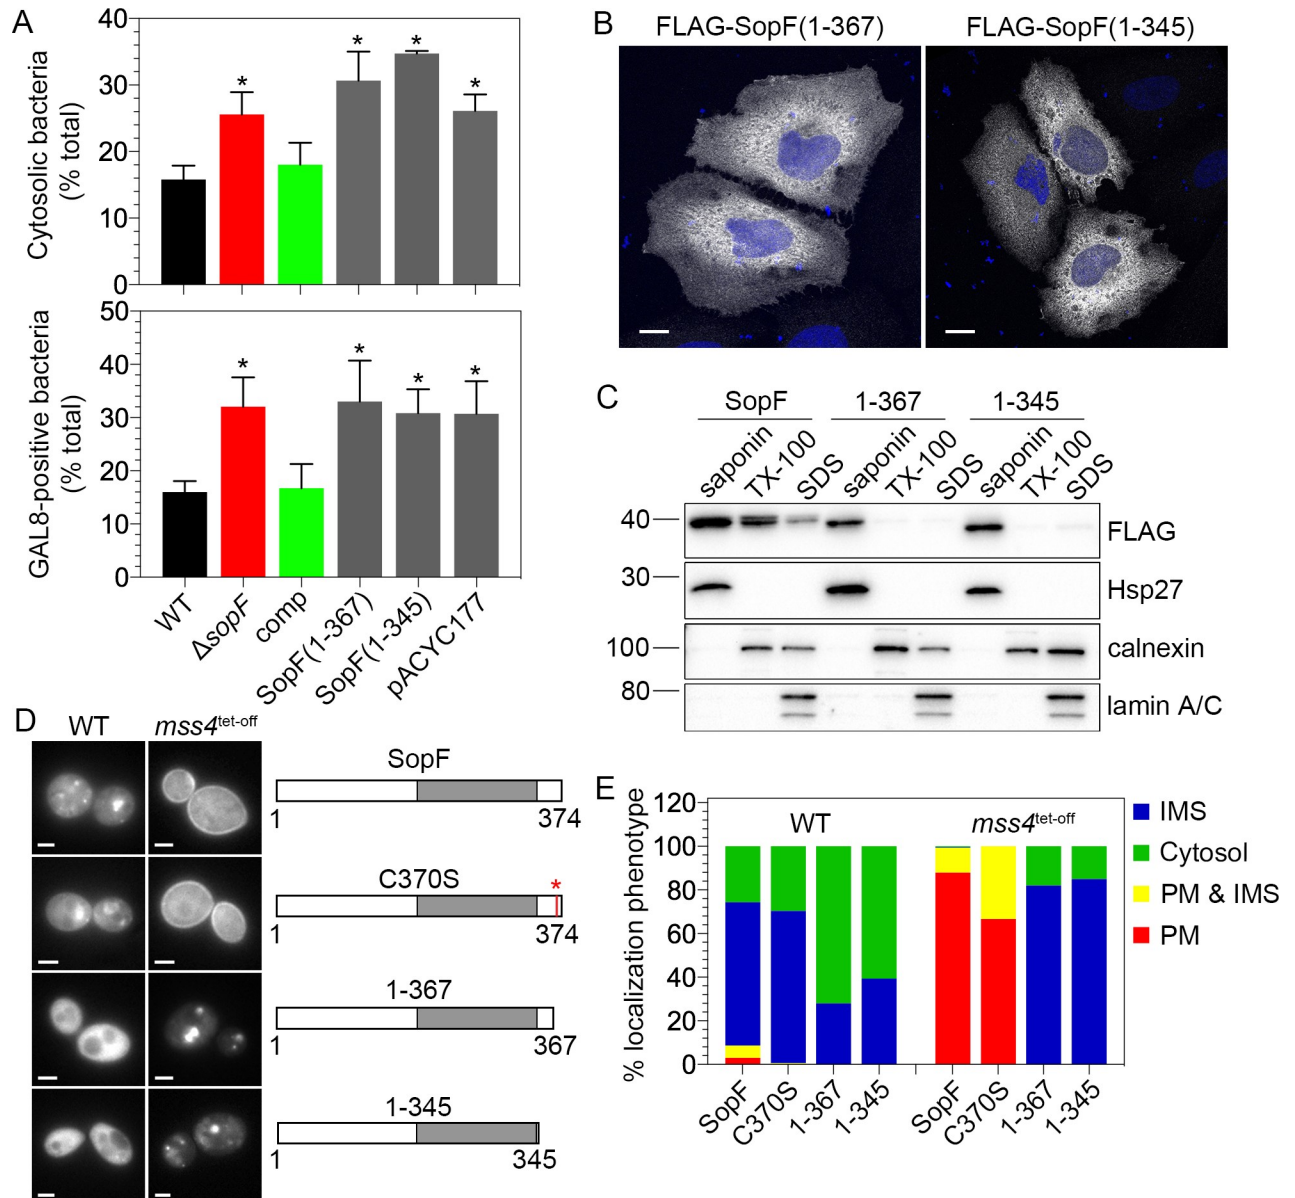 A
Cytosolic bacteria
(% total)
40
30
20
10
0
* * * *
GAL8-positive bacteria
(% total)
50
40
30
20
10
0
* * * *
WT
ΔsopF
comp
SopF(1-367)
SopF(1-345)
pACYC177
B
FLAG-SopF(1-367)
FLAG-SopF(1-345)
C
SopF 1-367 1-345
saponin TX-100 SDS saponin TX-100 SDS saponin TX-100 SDS
40 FLAG
30 Hsp27
100 calnexin
80 lamin A/C
D
WT mss4tet-off
SopF
1 374
C370S
*
1 374
1-367
1 367
1-345
1 345
E
% localization phenotype
120
100
80
60
40
20
0
WT mss4tet-off
SopF C370S 1-367 1-345 SopF C370S 1-367 1-345
IMS
Cytosol
PM & IMS
PM